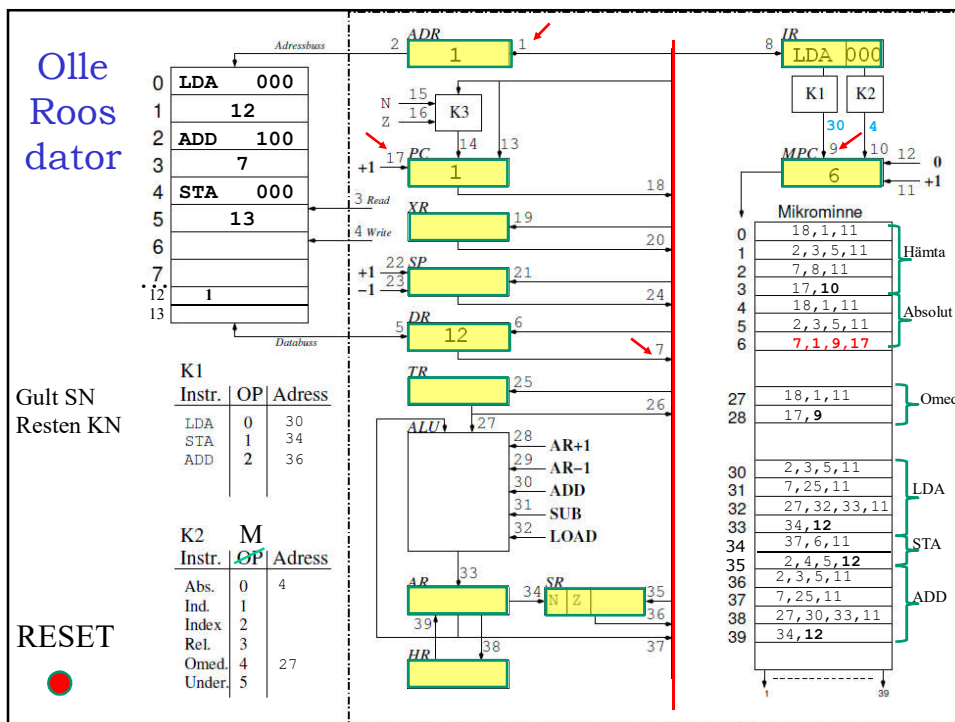 Olle
Roos
dator
Gult SN
Resten KN
RESET
Adressbuss 2 ADR 1
1
0 LDA 000
1 12
2 ADD 100
3 7
4 STA 000
5 13
6
7
...
12 1
13
3 Read
4 Write
Databuss 5
N 15
Z 16
K3
14 13
+1 17 PC
1
18
XR 19
20
+1 22 SP 21
−1 23
24
DR 6
12
7
TR 25
26
27
ALU
28 AR+1
29 AR−1
30 ADD
31 SUB
32 LOAD
33
AR 34 SR 35
N Z
36
39 38 37
HR
8 IR
LDA 000
K1 K2
30 4
9 10 12 0
MPC
6
11 +1
Mikrominne
0 18,1,11
1 2,3,5,11
2 7,8,11
3 17,10
Hämta
4 18,1,11
5 2,3,5,11
6 7,1,9,17
Absolut
27 18,1,11
28 17,9
Omed
30 2,3,5,11
31 7,25,11
32 27,32,33,11
33 34,12
LDA
34 37,6,11
35 2,4,5,12
STA
36 2,3,5,11
37 7,25,11
38 27,30,33,11
39 34,12
ADD
1 39
K1
Instr. OP Adress
LDA 0 30
STA 1 34
ADD 2 36
K2 M
Instr. OP Adress
Abs. 0 4
Ind. 1
Index 2
Rel. 3
Omed. 4 27
Under. 5